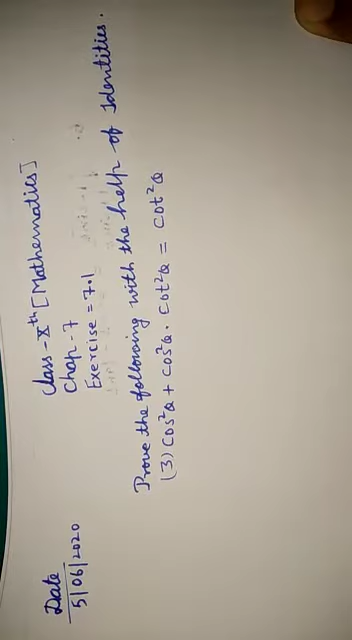 Date
5/06/2020
Class - Xth [Mathematics]
Chap - 7
Exercise = 7.1
Prove the following with the help of Identities.
(3) Cos²θ + cos²θ . cot²θ = cot²θ